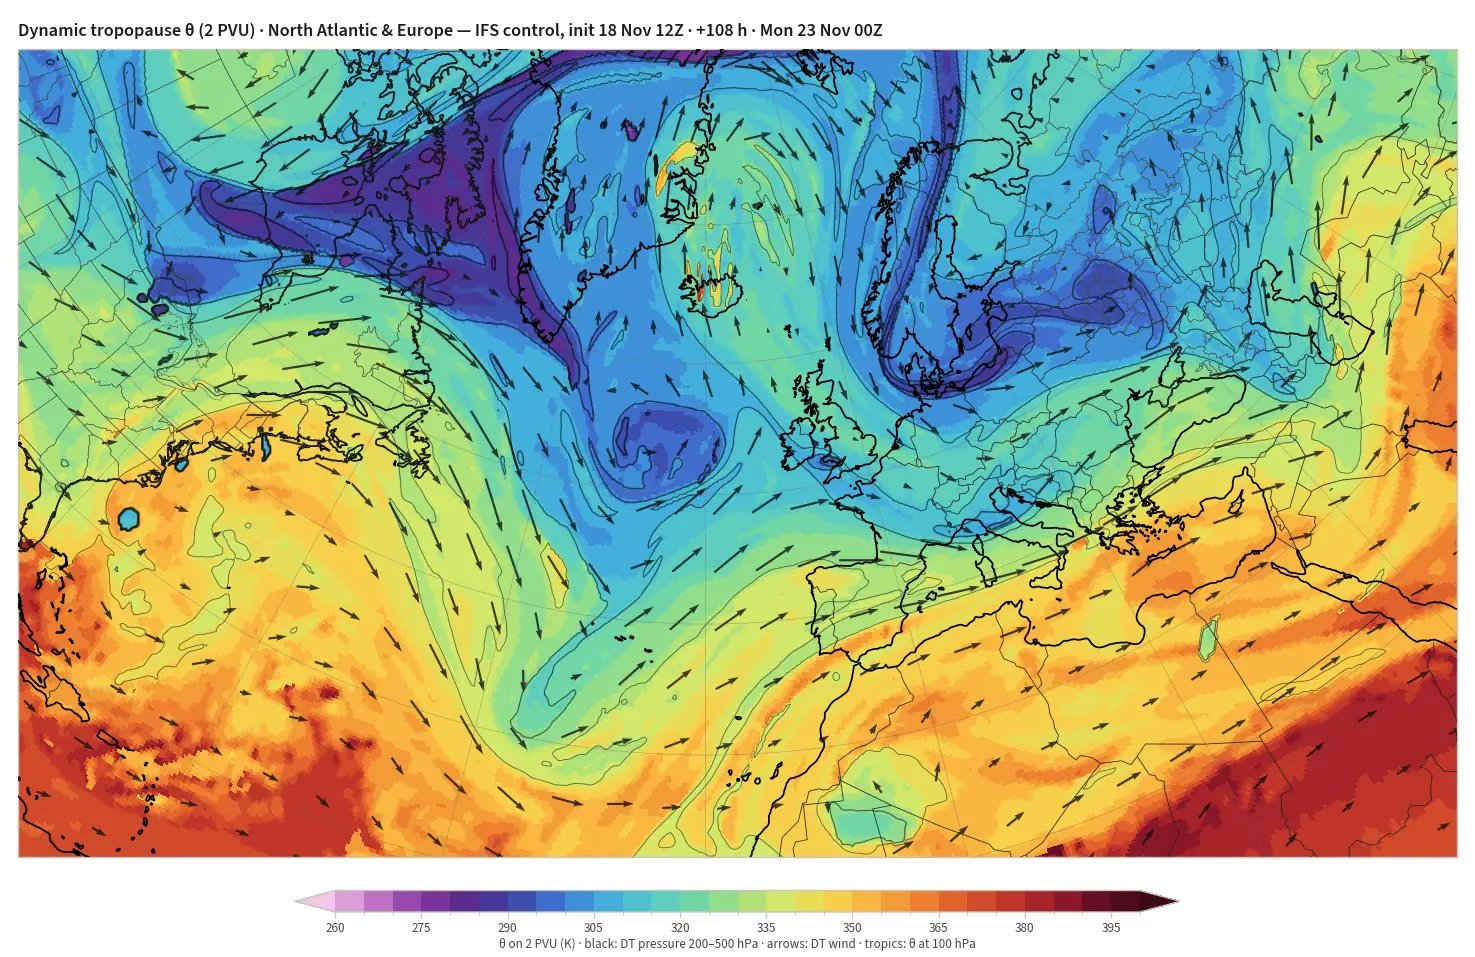 Dynamic tropopause θ (2 PVU) · North Atlantic & Europe — IFS control, init 18 Nov 12Z · +108 h · Mon 23 Nov 00Z
260 275 290 305 320 335 350 365 380 395
θ on 2 PVU (K) · black: DT pressure 200–500 hPa · arrows: DT wind · tropics: θ at 100 hPa